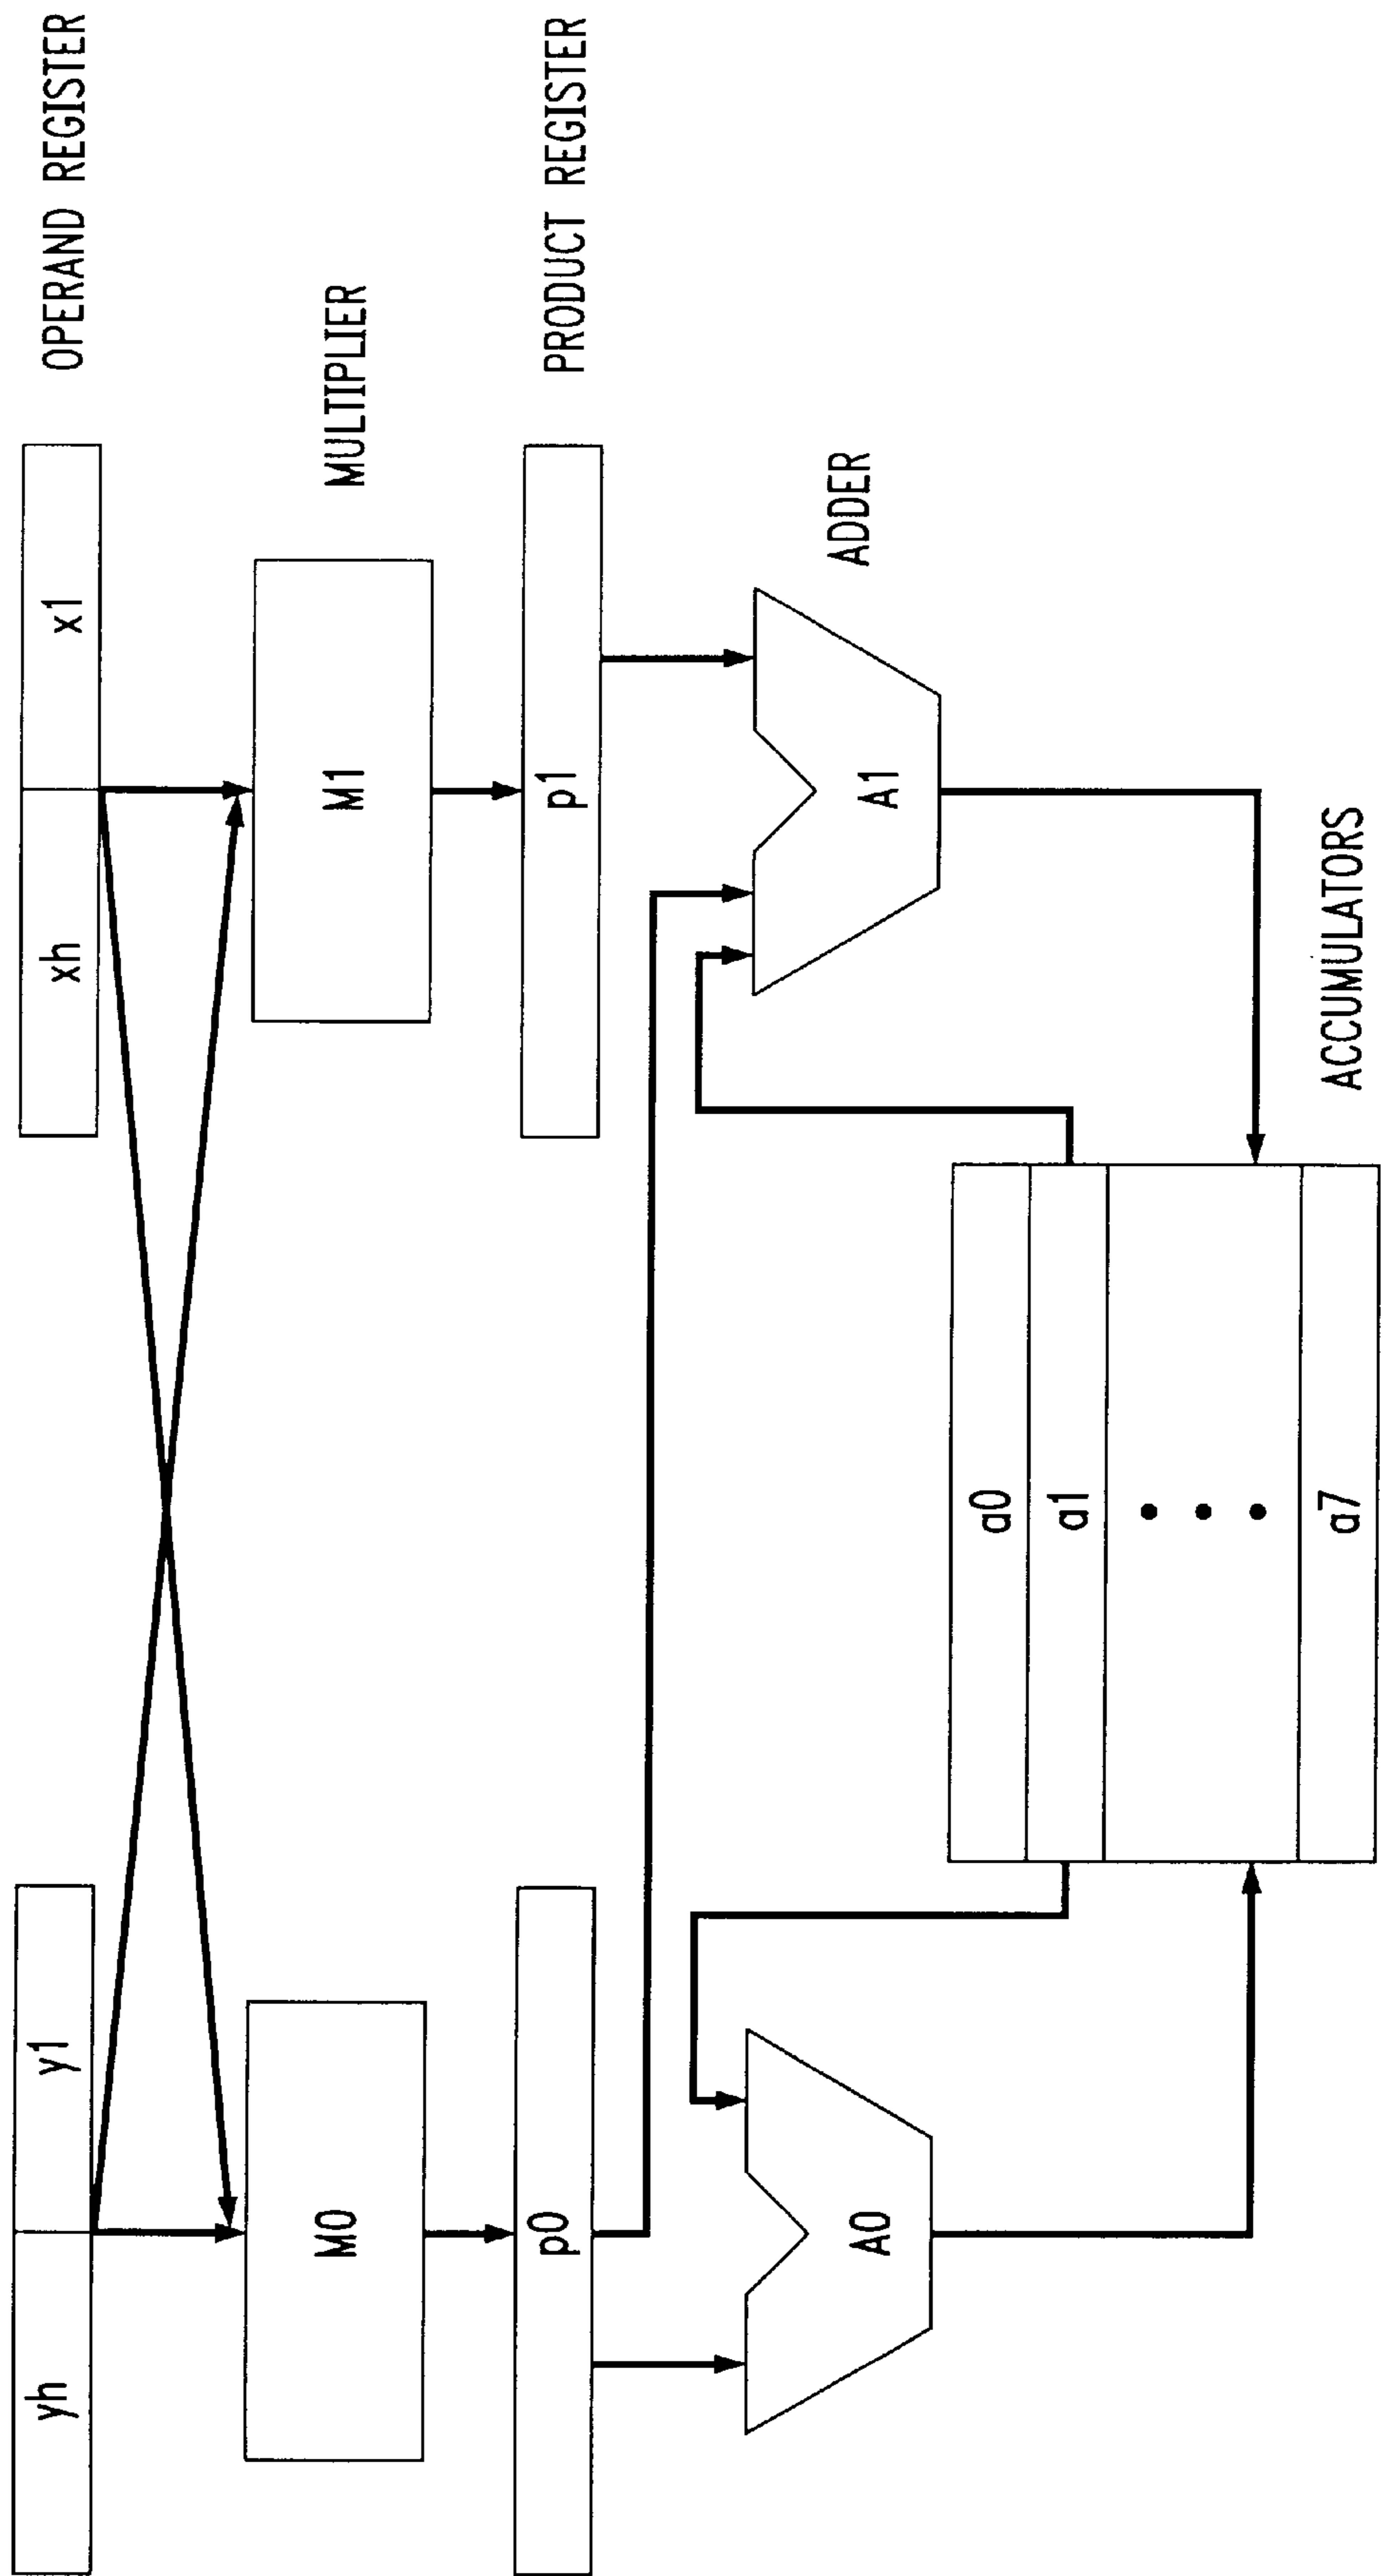 yh y1 xh x1 OPERAND REGISTER
M0 M1 MULTIPLIER
p0 p1 PRODUCT REGISTER
A0 A1 ADDER
a0
a1
a7
ACCUMULATORS